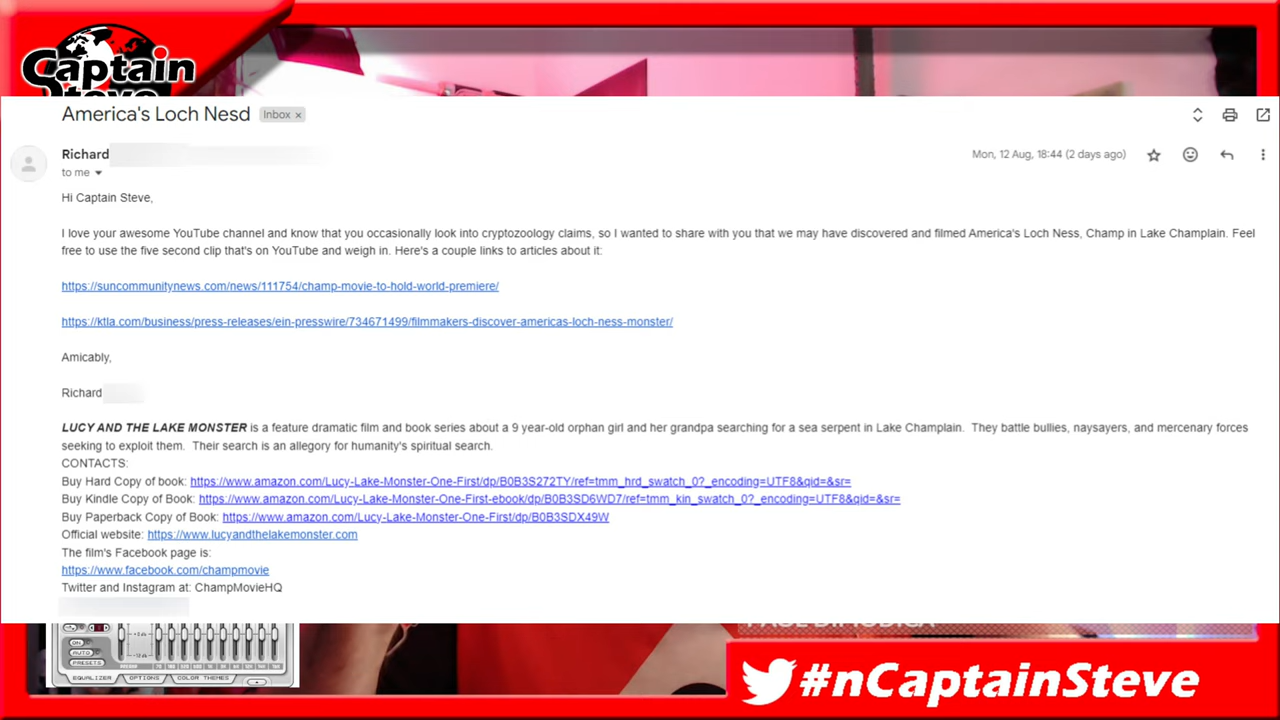 Captain
Steve
America's Loch Nesd Inbox x
Richard
Mon, 12 Aug, 18:44 (2 days ago)
to me
Hi Captain Steve,
I love your awesome YouTube channel and know that you occasionally look into cryptozoology claims, so I wanted to share with you that we may have discovered and filmed America's Loch Ness, Champ in Lake Champlain. Feel
free to use the five second clip that's on YouTube and weigh in. Here's a couple links to articles about it:
https://suncommunitynews.com/news/111754/champ-movie-to-hold-world-premiere/
https://ktla.com/business/press-releases/ein-presswire/734671499/filmmakers-discover-americas-loch-ness-monster/
Amicably,
Richard
LUCY AND THE LAKE MONSTER is a feature dramatic film and book series about a 9 year-old orphan girl and her grandpa searching for a sea serpent in Lake Champlain. They battle bullies, naysayers, and mercenary forces
seeking to exploit them. Their search is an allegory for humanity's spiritual search.
CONTACTS:
Buy Hard Copy of book: https://www.amazon.com/Lucy-Lake-Monster-One-First/dp/B0B3S272TY/ref=tmm_hrd_swatch_0?_encoding=UTF8&qid=&sr=
Buy Kindle Copy of Book: https://www.amazon.com/Lucy-Lake-Monster-One-First-ebook/dp/B0B3SD6WD7/ref=tmm_kin_swatch_0?_encoding=UTF8&qid=&sr=
Buy Paperback Copy of Book: https://www.amazon.com/Lucy-Lake-Monster-One-First/dp/B0B3SDX49W
Official website: https://www.lucyandthelakemonster.com
The film's Facebook page is:
https://www.facebook.com/champmovie
Twitter and Instagram at: ChampMovieHQ
ON
AUTO
PRESETS
EQUALIZER OPTIONS COLOR THEMES
#nCaptainSteve